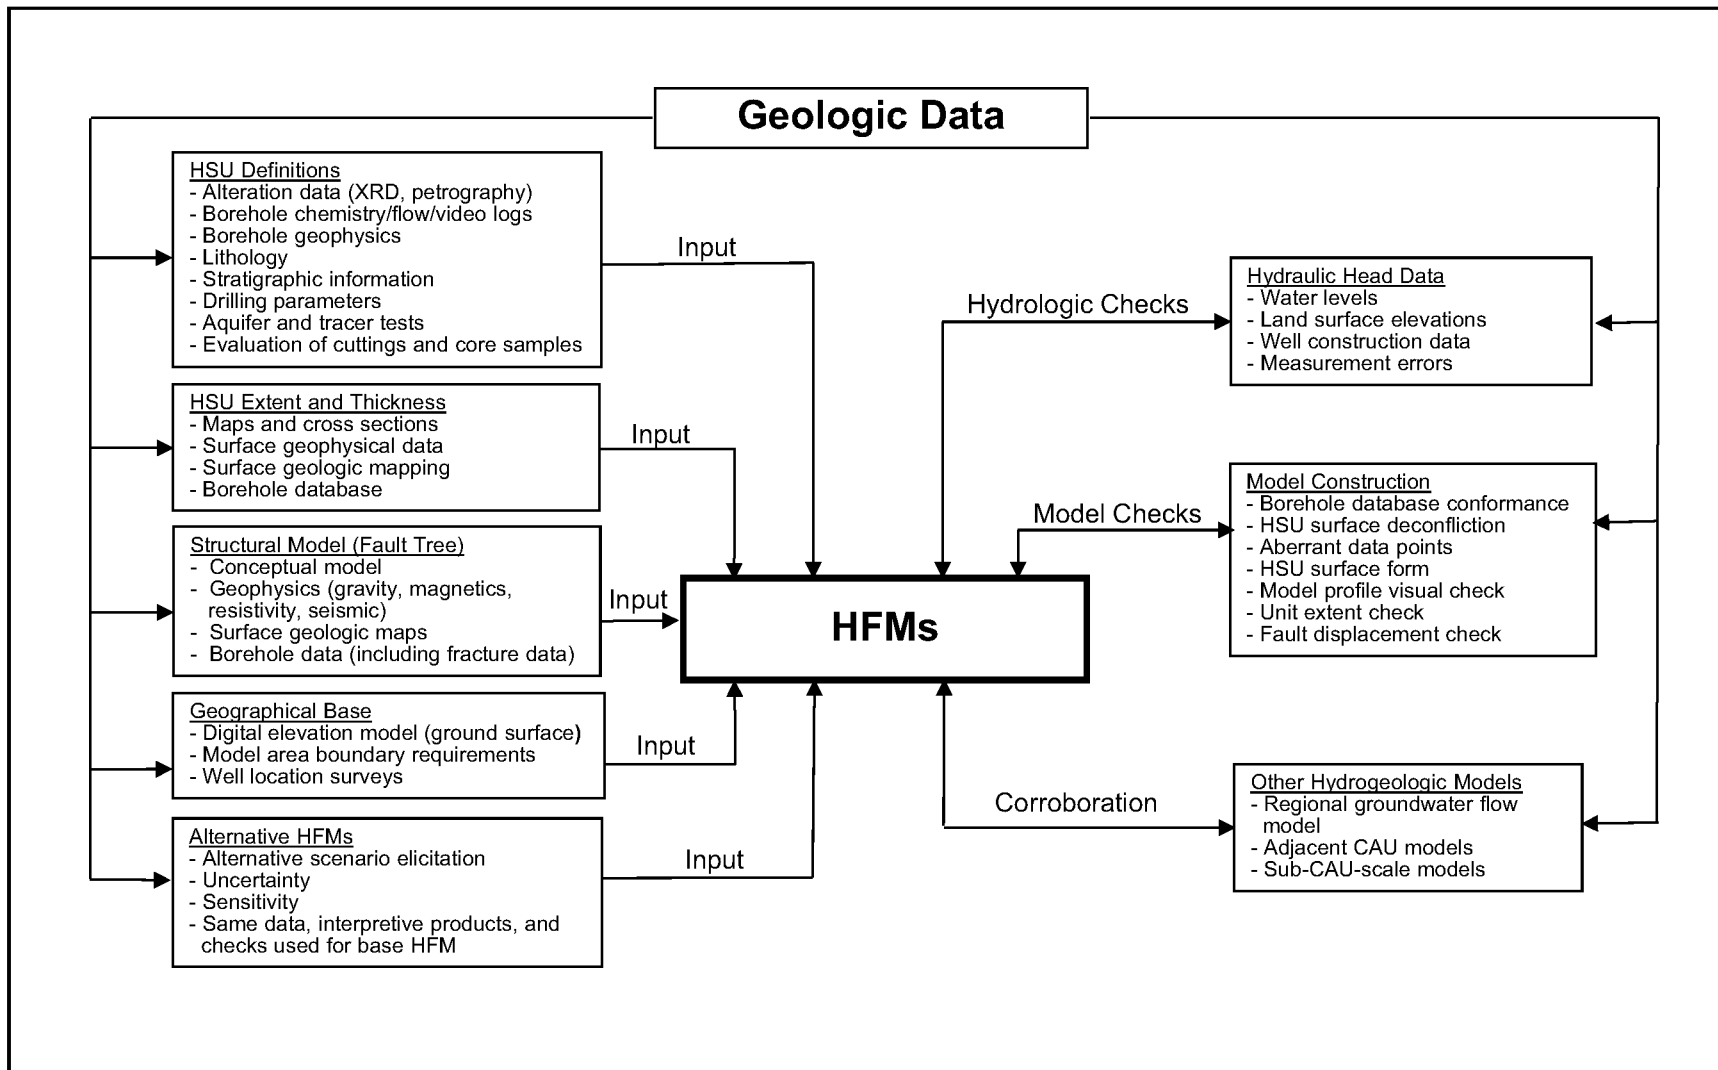 Geologic Data
HSU Definitions
- Alteration data (XRD, petrography)
- Borehole chemistry/flow/video logs
- Borehole geophysics
- Lithology
- Stratigraphic information
- Drilling parameters
- Aquifer and tracer tests
- Evaluation of cuttings and core samples
Input
HSU Extent and Thickness
- Maps and cross sections
- Surface geophysical data
- Surface geologic mapping
- Borehole database
Input
Structural Model (Fault Tree)
- Conceptual model
- Geophysics (gravity, magnetics,
resistivity, seismic)
- Surface geologic maps
- Borehole data (including fracture data)
Input
Geographical Base
- Digital elevation model (ground surface)
- Model area boundary requirements
- Well location surveys
Input
Alternative HFMs
- Alternative scenario elicitation
- Uncertainty
- Sensitivity
- Same data, interpretive products, and
checks used for base HFM
Input
HFMs
Hydrologic Checks
Hydraulic Head Data
- Water levels
- Land surface elevations
- Well construction data
- Measurement errors
Model Checks
Model Construction
- Borehole database conformance
- HSU surface deconfliction
- Aberrant data points
- HSU surface form
- Model profile visual check
- Unit extent check
- Fault displacement check
Corroboration
Other Hydrogeologic Models
- Regional groundwater flow
model
- Adjacent CAU models
- Sub-CAU-scale models